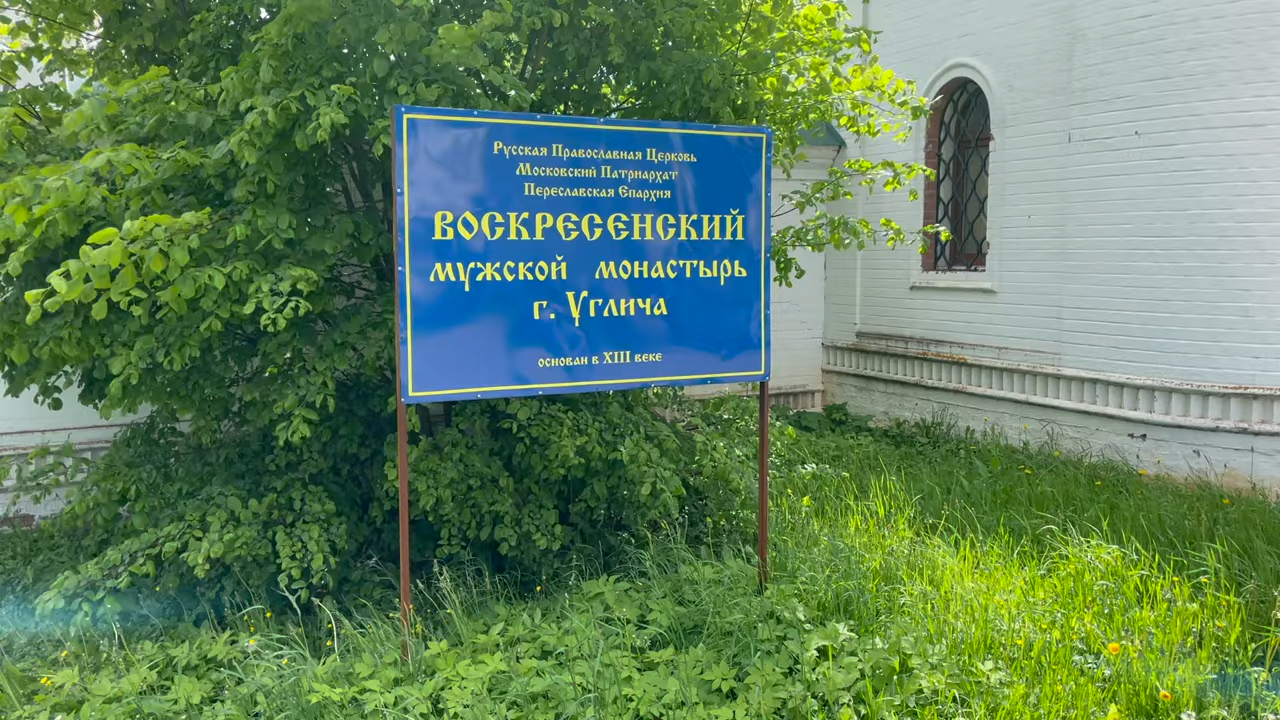 Русская Православная Церковь
Московский Патриархат
Переславская Епархия
ВОСКРЕСЕНСКИЙ
мужской монастырь
г. Углича
основан в XIII веке